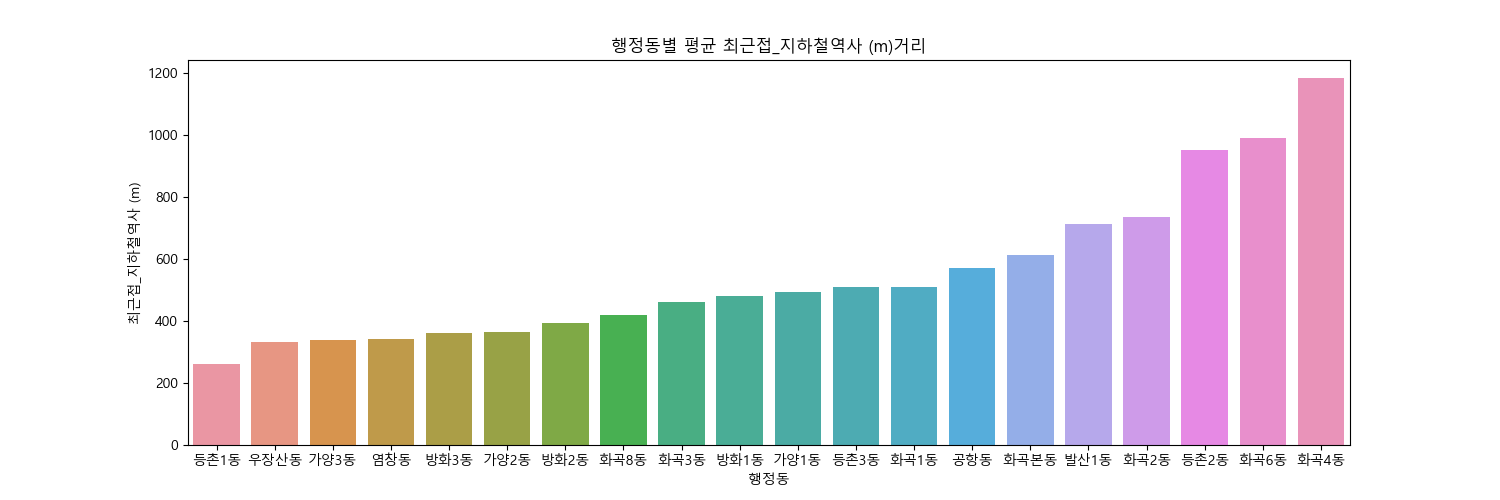 행정동별 평균 최근접_지하철역사 (m)거리
최근접_지하철역사 (m)
1200
1000
800
600
400
200
0
등촌1동 우장산동 가양3동 염창동 방화3동 가양2동 방화2동 화곡8동 화곡3동 방화1동 가양1동 등촌3동 화곡1동 공항동 화곡본동 발산1동 화곡2동 등촌2동 화곡6동 화곡4동
행정동